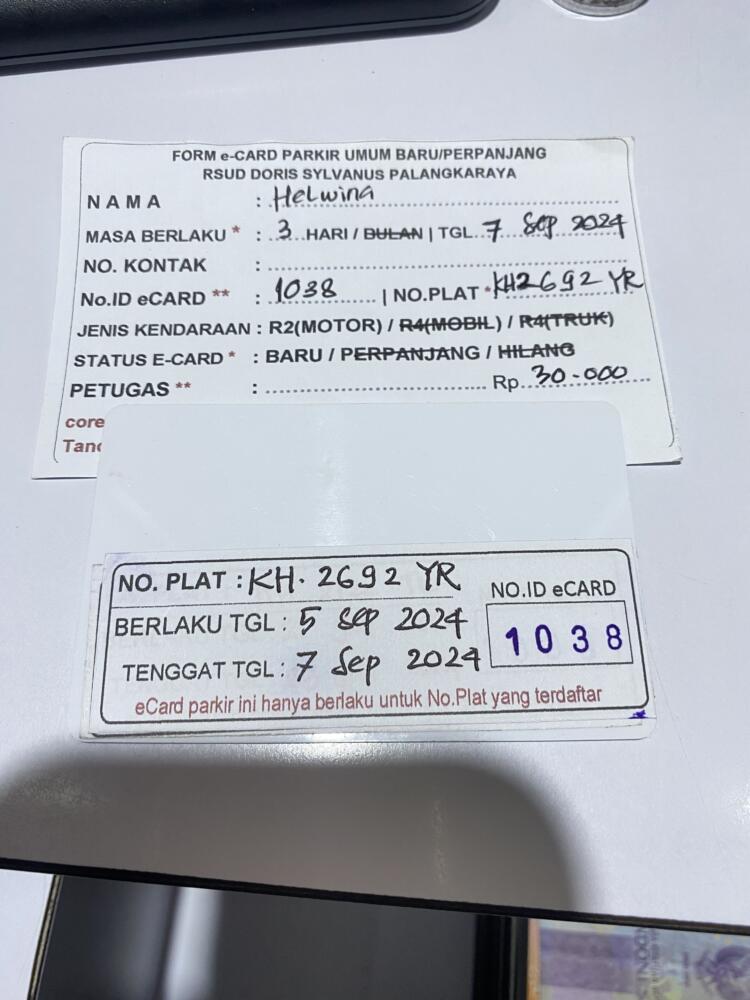 FORM e-CARD PARKIR UMUM BARU/PERPANJANG
RSUD DORIS SYLVANUS PALANGKARAYA
NAMA : Helwina
MASA BERLAKU * : 3 HARI / BULAN | TGL 7 Sep 2024
NO. KONTAK :
No.ID eCARD ** : 1038 | NO.PLAT * KH2692 YR
JENIS KENDARAAN : R2(MOTOR) / R4(MOBIL) / R4(TRUK)
STATUS E-CARD * : BARU / PERPANJANG / HILANG
PETUGAS ** : Rp. 30.000
core
Tand
NO. PLAT : KH. 2692 YR
NO.ID eCARD
BERLAKU TGL : 5 Sep 2024
1038
TENGGAT TGL : 7 Sep 2024
eCard parkir ini hanya berlaku untuk No.Plat yang terdaftar